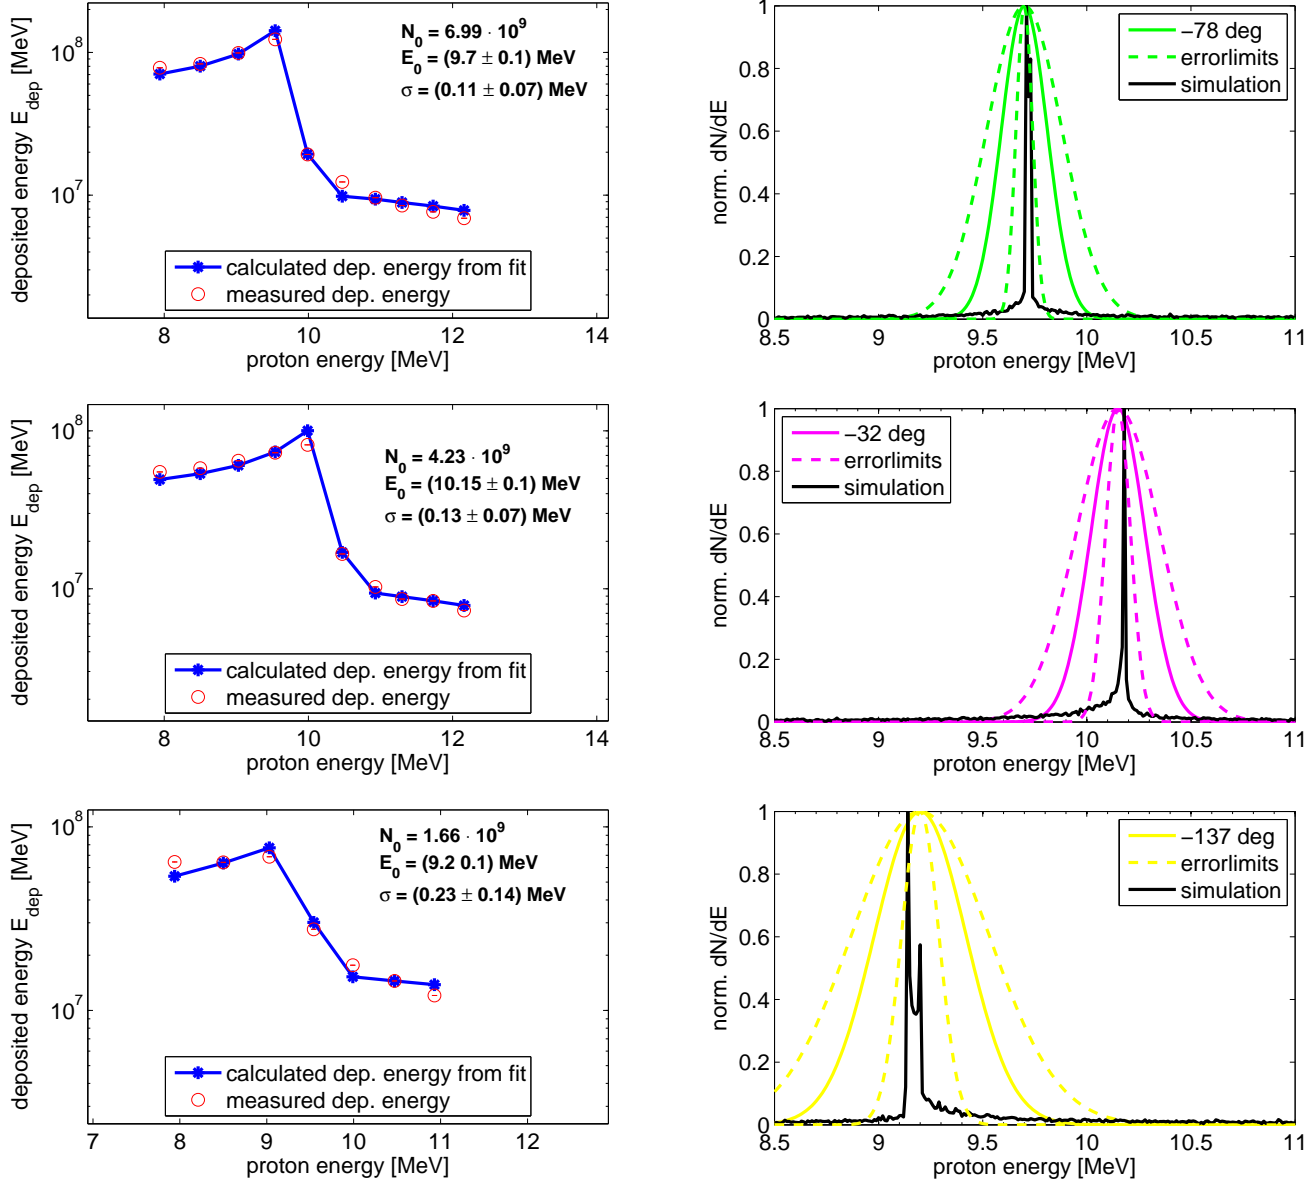 deposited energy E_dep [MeV]
10^8
10^7
N_0 = 6.99 · 10^9
E_0 = (9.7 ± 0.1) MeV
σ = (0.11 ± 0.07) MeV
calculated dep. energy from fit
measured dep. energy
8 10 12 14
proton energy [MeV]
norm. dN/dE
1
0.8
0.6
0.4
0.2
0
−78 deg
errorlimits
simulation
8.5 9 9.5 10 10.5 11
proton energy [MeV]
deposited energy E_dep [MeV]
10^8
10^7
N_0 = 4.23 · 10^9
E_0 = (10.15 ± 0.1) MeV
σ = (0.13 ± 0.07) MeV
calculated dep. energy from fit
measured dep. energy
8 10 12 14
proton energy [MeV]
norm. dN/dE
1
0.8
0.6
0.4
0.2
0
−32 deg
errorlimits
simulation
8.5 9 9.5 10 10.5 11
proton energy [MeV]
deposited energy E_dep [MeV]
10^8
10^7
N_0 = 1.66 · 10^9
E_0 = (9.2 0.1) MeV
σ = (0.23 ± 0.14) MeV
calculated dep. energy from fit
measured dep. energy
7 8 9 10 11 12
proton energy [MeV]
norm. dN/dE
1
0.8
0.6
0.4
0.2
0
−137 deg
errorlimits
simulation
8.5 9 9.5 10 10.5 11
proton energy [MeV]